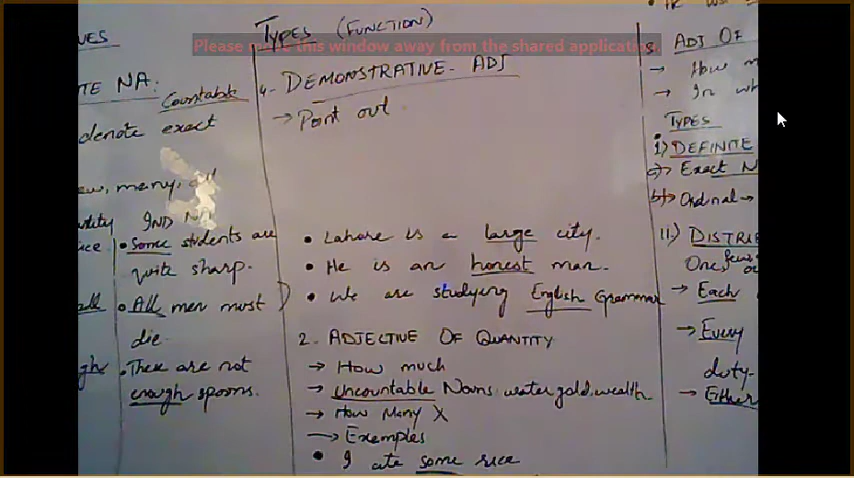 TYPES (FUNCTION)
Please move this window away from the shared application.
4. DEMONSTRATIVE ADJ
→ Point out
• Lahore is a large city.
• He is an honest man.
• We are studying English Grammar
2. ADJECTIVE OF QUANTITY
→ How much
→ Uncountable Nouns. water gold, wealth.
→ How Many X
→ Examples
• I ate some rice
UES
TE NA:
Countable
denote exact
many, all
IND NA
• Some students are
quite sharp.
• All men must
die.
• There are not
enough spoons.
ADJ OF
→ How m
→ In wh
TYPES
i) DEFINITE
a) Exact N
b) Ordinal →
ii) DISTRIB
One,
→ Each
→ Every
duty.
→ Either